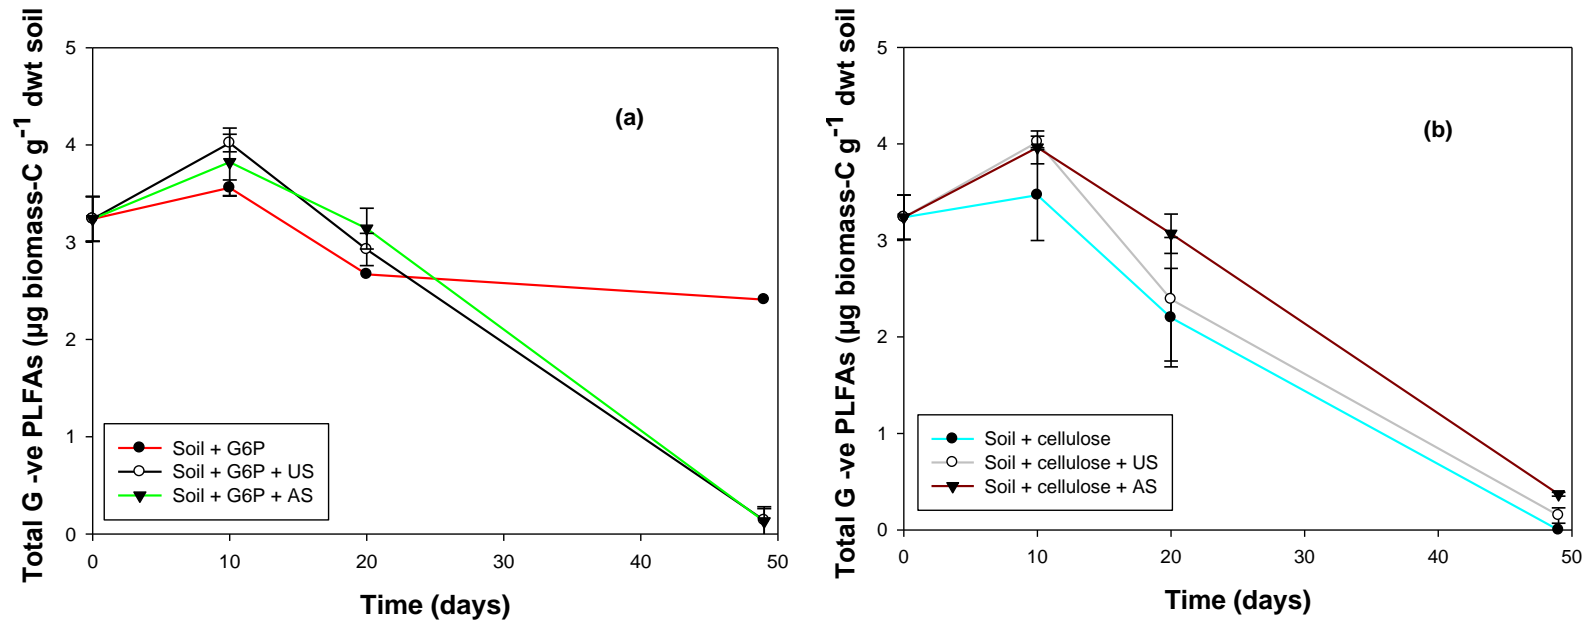 Total G -ve PLFAs (µg biomass-C g⁻¹ dwt soil
5
4
3
2
1
0
(a)
Soil + G6P
Soil + G6P + US
Soil + G6P + AS
0 10 20 30 40 50
Time (days)
Total G -ve PLFAs (µg biomass-C g⁻¹ dwt soil
5
4
3
2
1
0
(b)
Soil + cellulose
Soil + cellulose + US
Soil + cellulose + AS
0 10 20 30 40 50
Time (days)